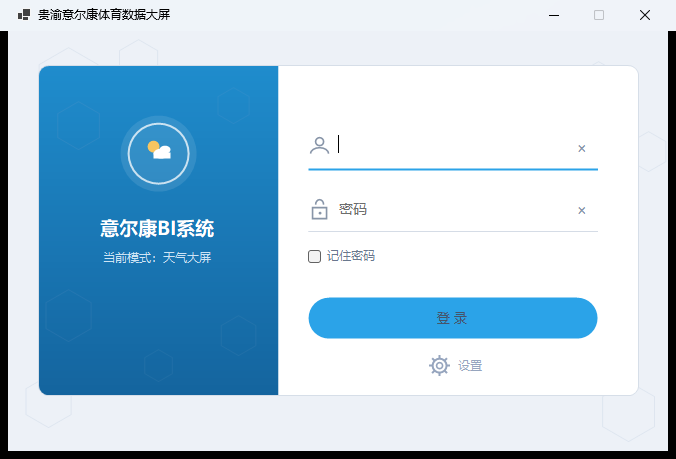 贵渝意尔康体育数据大屏
意尔康BI系统
当前模式：天气大屏
密码
记住密码
登 录
设置